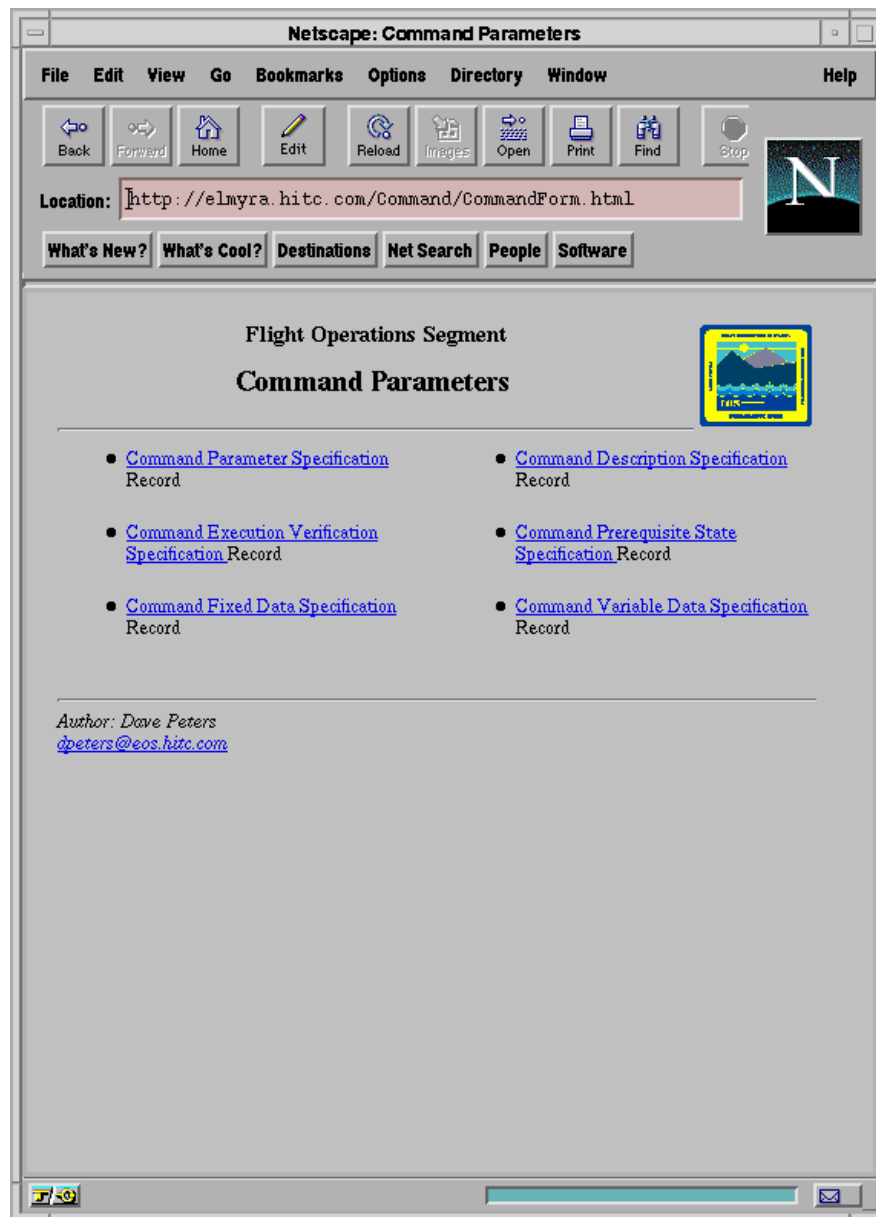 Netscape: Command Parameters
File Edit View Go Bookmarks Options Directory Window Help
Back Forward Home Edit Reload Images Open Print Find Stop
Location: http://elmyra.hitc.com/Command/CommandForm.html
N
What's New? What's Cool? Destinations Net Search People Software
Flight Operations Segment
Command Parameters
Command Parameter Specification
Record
Command Description Specification
Record
Command Execution Verification
Specification Record
Command Prerequisite State
Specification Record
Command Fixed Data Specification
Record
Command Variable Data Specification
Record
Author: Dave Peters
dpeters@eos.hitc.com